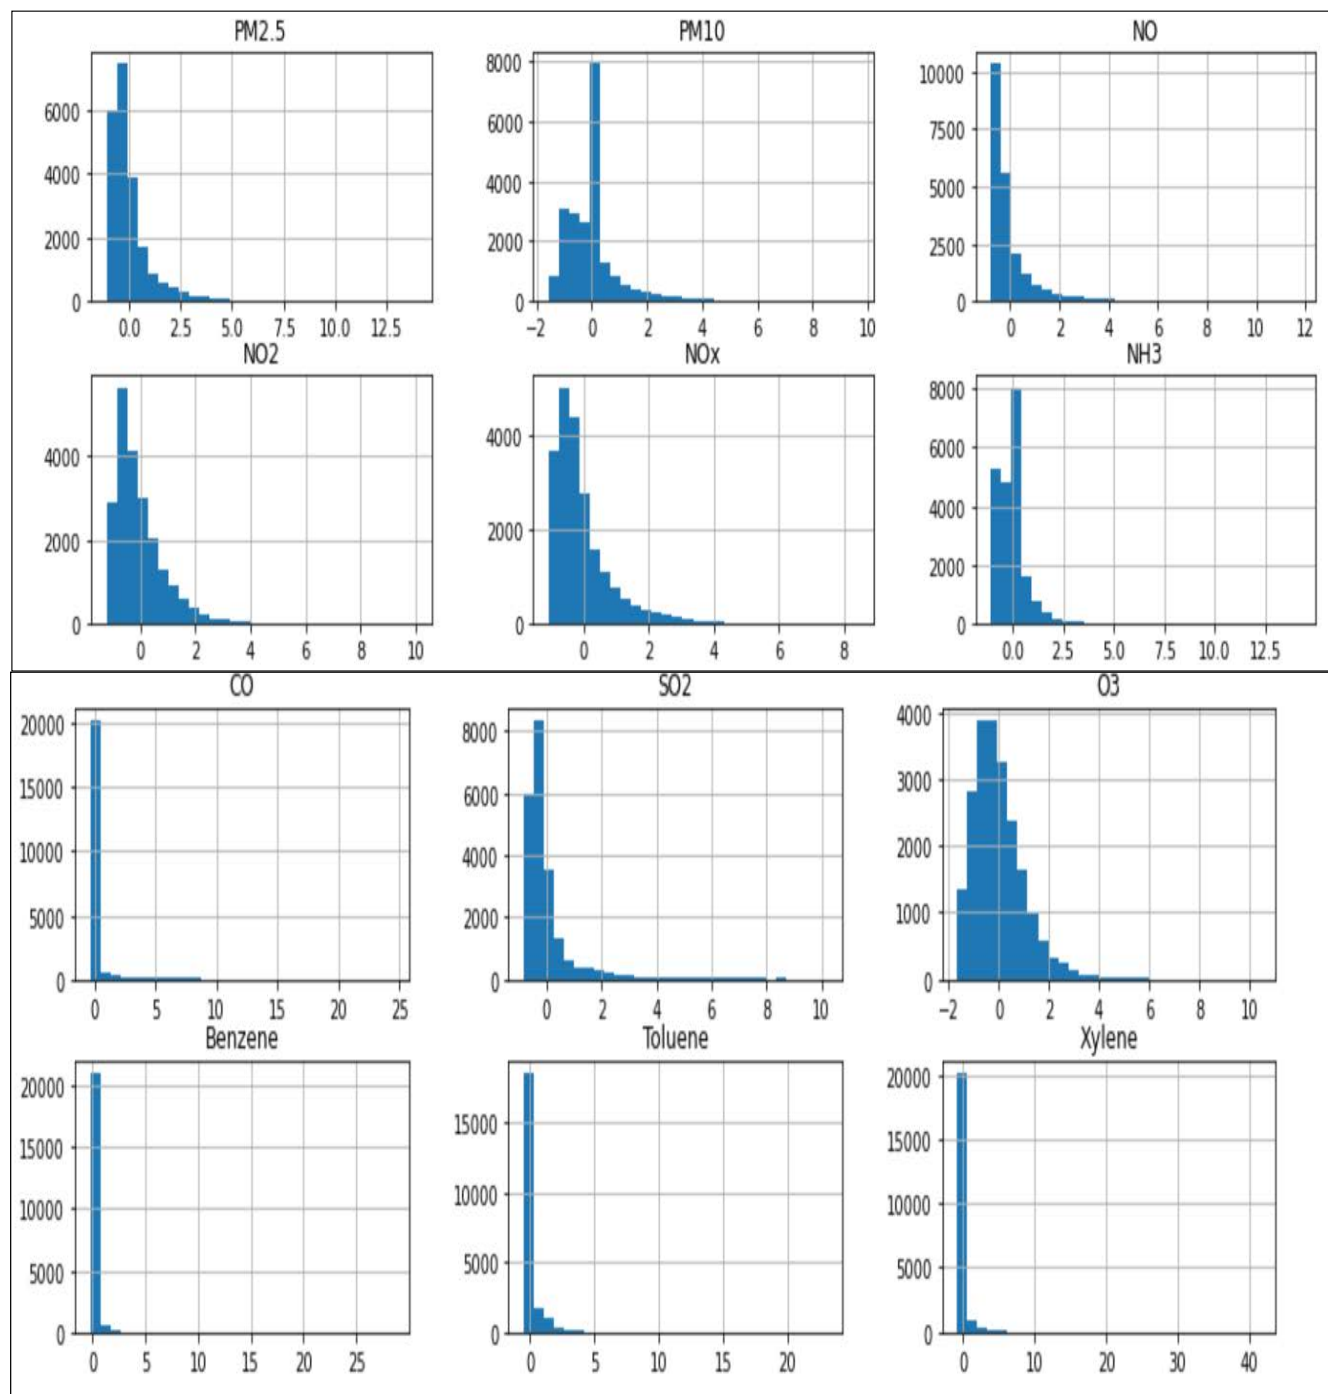 PM2.5 PM10 NO
6000 8000 10000
4000 6000 7500
2000 4000 5000
0 2000 2500
0 0
0.0 2.5 5.0 7.5 10.0 12.5 −2 0 2 4 6 8 10 0 2 4 6 8 10 12
NO2 NOx NH3
4000 4000 8000
2000 2000 6000
0 0 4000
2000
0
0 2 4 6 8 10 0 2 4 6 8 0.0 2.5 5.0 7.5 10.0 12.5
CO SO2 O3
20000 8000 4000
15000 6000 3000
10000 4000 2000
5000 2000 1000
0 0 0
0 5 10 15 20 25 0 2 4 6 8 10 −2 0 2 4 6 8 10
Benzene Toluene Xylene
20000 15000 20000
15000 10000 15000
10000 5000 10000
5000 0 5000
0 0
0 5 10 15 20 25 0 5 10 15 20 0 10 20 30 40